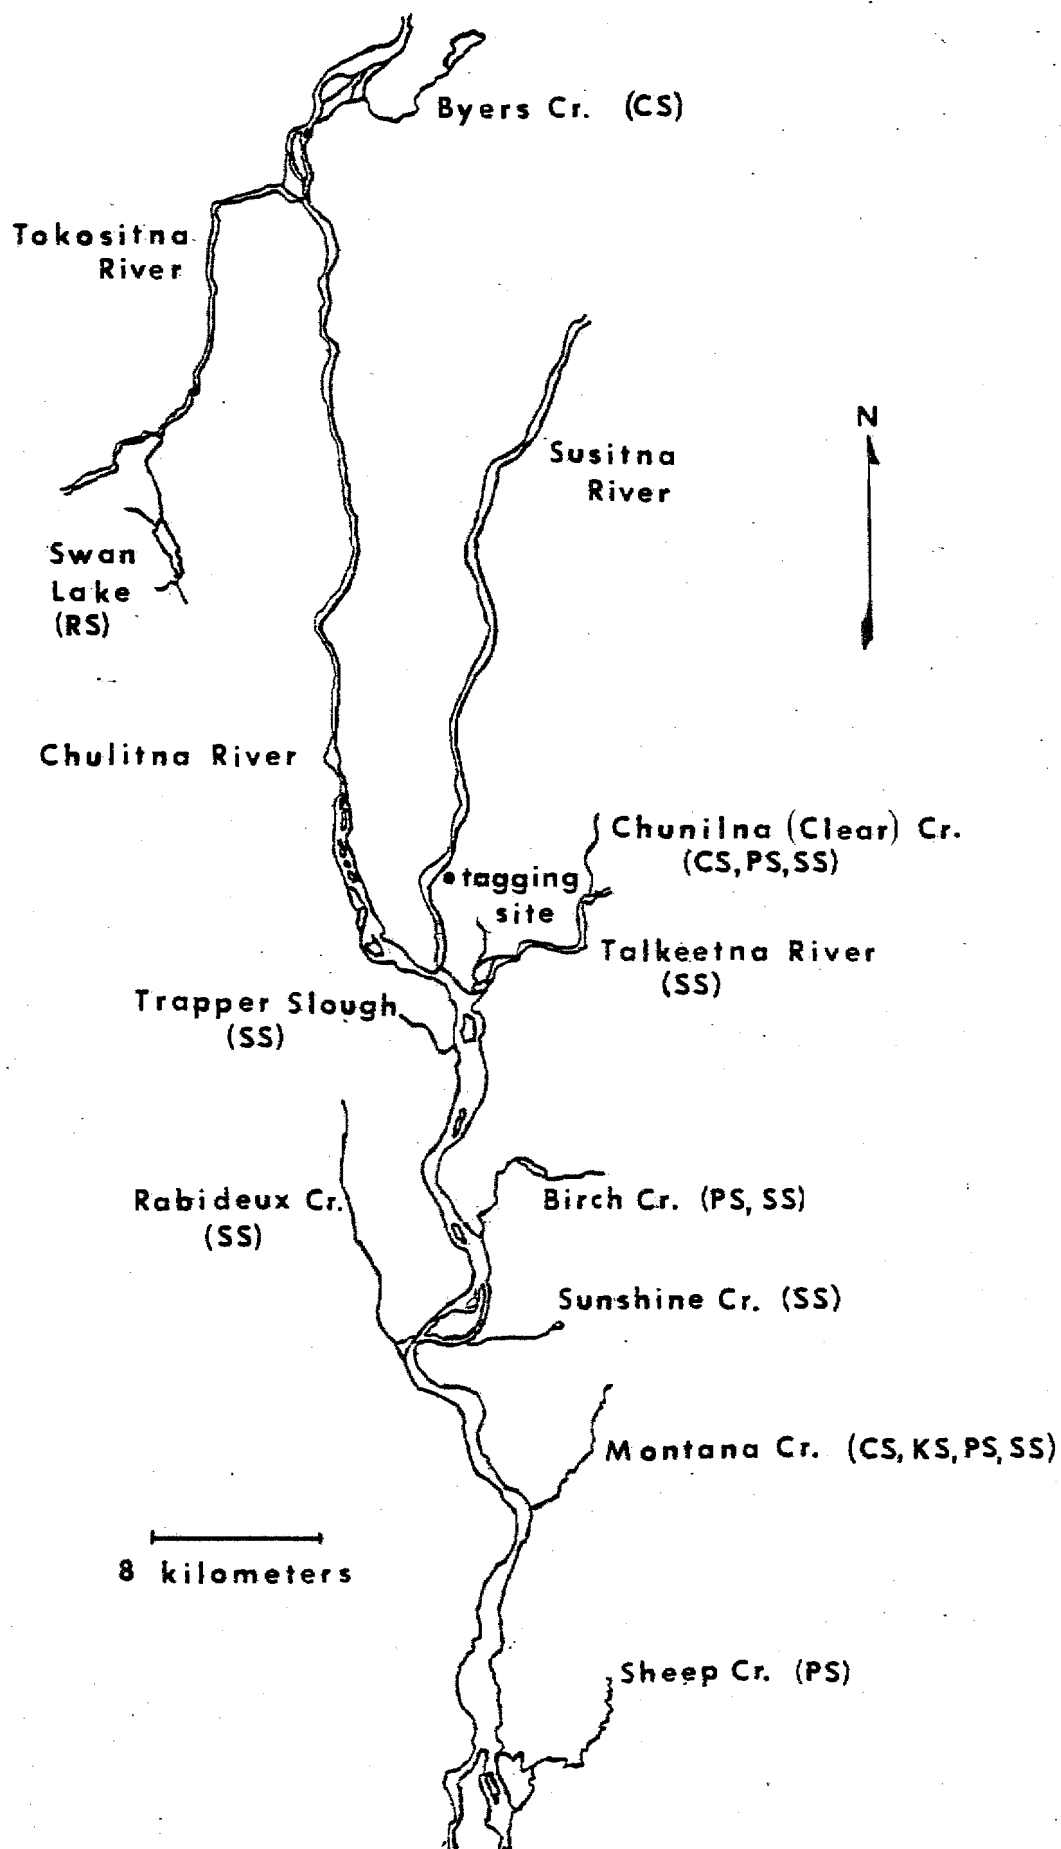 Byers Cr. (CS)
Tokositna
River
N
Susitna
River
Swan
Lake
(RS)
Chulitna River
Chunilna (Clear) Cr.
(CS, PS, SS)
tagging
site
Talkeetna River
(SS)
Trapper Slough
(SS)
Rabideux Cr.
(SS)
Birch Cr. (PS, SS)
Sunshine Cr. (SS)
Montana Cr. (CS, KS, PS, SS)
8 kilometers
Sheep Cr. (PS)